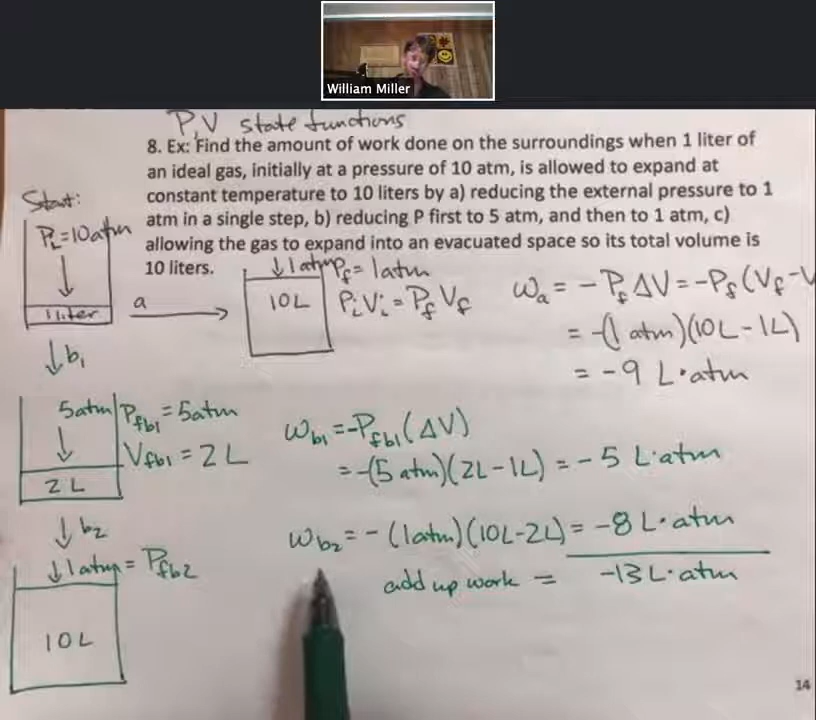 William Miller
P,V state functions
8. Ex: Find the amount of work done on the surroundings when 1 liter of
an ideal gas, initially at a pressure of 10 atm, is allowed to expand at
constant temperature to 10 liters by a) reducing the external pressure to 1
atm in a single step, b) reducing P first to 5 atm, and then to 1 atm, c)
allowing the gas to expand into an evacuated space so its total volume is
10 liters.
Start:
Pi=10atm
1 liter
a
↓1atm Pf = 1atm
10L
PiVi = PfVf
wa = -PfΔV = -Pf(Vf-V
= -(1 atm)(10L-1L)
= -9 L·atm
↓b1
5atm
Pfb1 = 5atm
Vfb1 = 2L
2L
wb1 = -Pfb1(ΔV)
= -(5 atm)(2L-1L) = -5 L·atm
↓b2
wb2 = -(1atm)(10L-2L) = -8 L·atm
add up work = -13 L·atm
↓1atm = Pfb2
10L
14